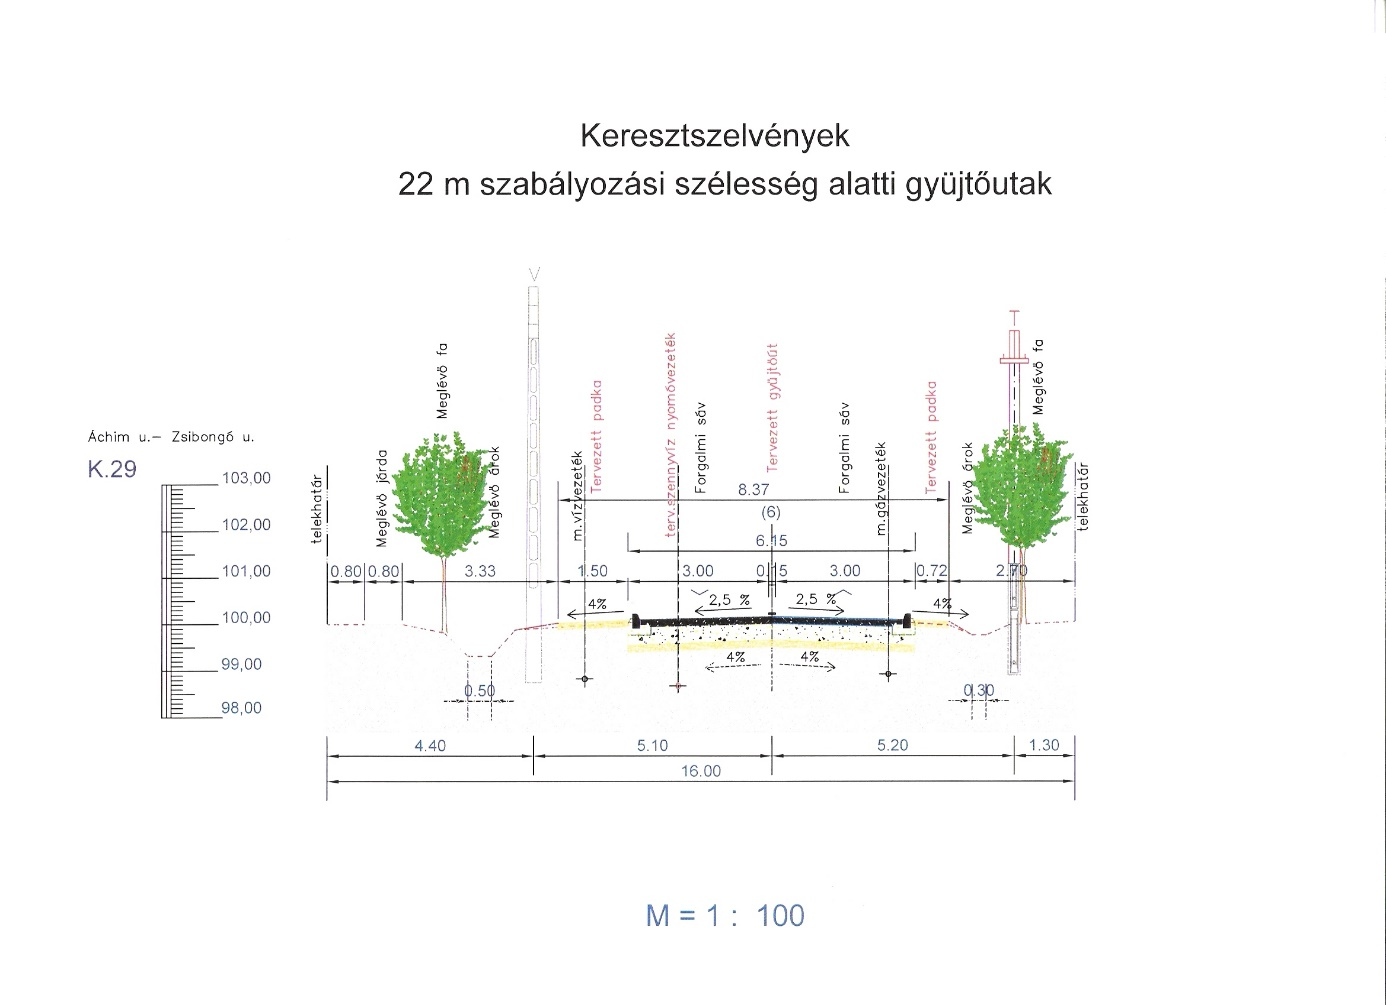 Keresztszelvények
22 m szabályozási szélesség alatti gyüjtőutak
Áchim u.– Zsibongó u.
K.29
103,00
102,00
101,00
100,00
99,00
98,00
telekhatár
Meglévő járda
Meglévő fa
Meglévő árok
V
m.vízvezeték
Tervezett padka
terv.szennyvíz nyomóvezeték
Forgalmi sáv
Tervezett gyüjtőút
Forgalmi sáv
m.gázvezeték
Tervezett padka
Meglévő árok
T
Meglévő fa
telekhatár
8.37
(6)
6.15
0.80 0.80 3.33 1.50 3.00 0.15 3.00 0.72 2.70
4% 2,5 % 2,5 % 4%
4% 4%
0.50 0.30
4.40 5.10 5.20 1.30
16.00
M = 1 : 100